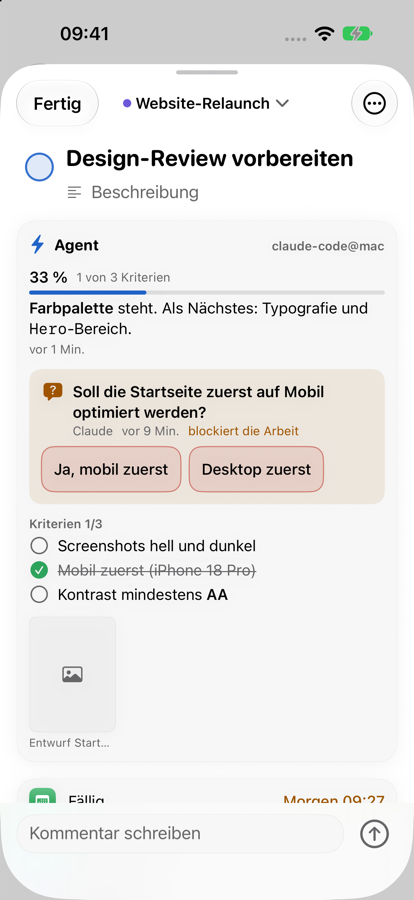 09:41
Fertig
Website-Relaunch
Design-Review vorbereiten
Beschreibung
Agent
claude-code@mac
33 % 1 von 3 Kriterien
Farbpalette steht. Als Nächstes: Typografie und
Hero-Bereich.
vor 1 Min.
Soll die Startseite zuerst auf Mobil
optimiert werden?
Claude vor 9 Min. blockiert die Arbeit
Ja, mobil zuerst
Desktop zuerst
Kriterien 1/3
Screenshots hell und dunkel
Mobil zuerst (iPhone 18 Pro)
Kontrast mindestens AA
Entwurf Start...
Fällig
Morgen 09:27
Kommentar schreiben